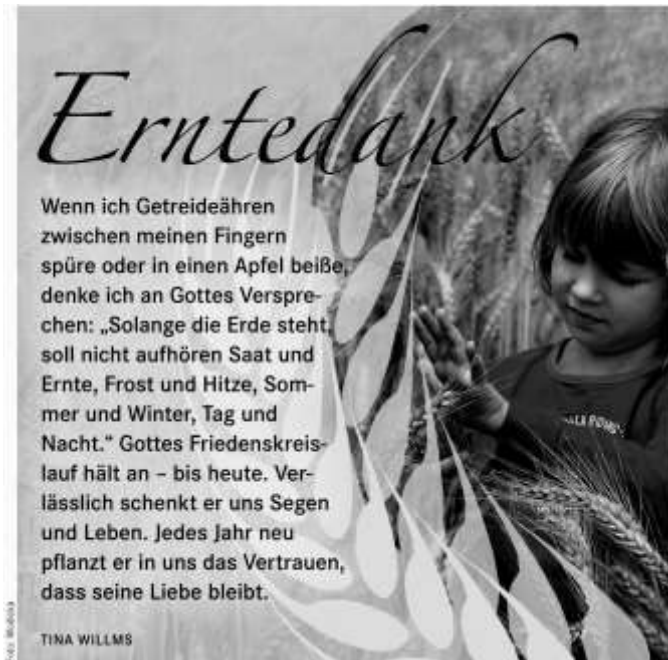 Erntedank
Wenn ich Getreideähren
zwischen meinen Fingern
spüre oder in einen Apfel beiße,
denke ich an Gottes Verspre-
chen: „Solange die Erde steht,
soll nicht aufhören Saat und
Ernte, Frost und Hitze, Som-
mer und Winter, Tag und
Nacht.“ Gottes Friedenskreis-
lauf hält an – bis heute. Ver-
lässlich schenkt er uns Segen
und Leben. Jedes Jahr neu
pflanzt er in uns das Vertrauen,
dass seine Liebe bleibt.
TINA WILLMS